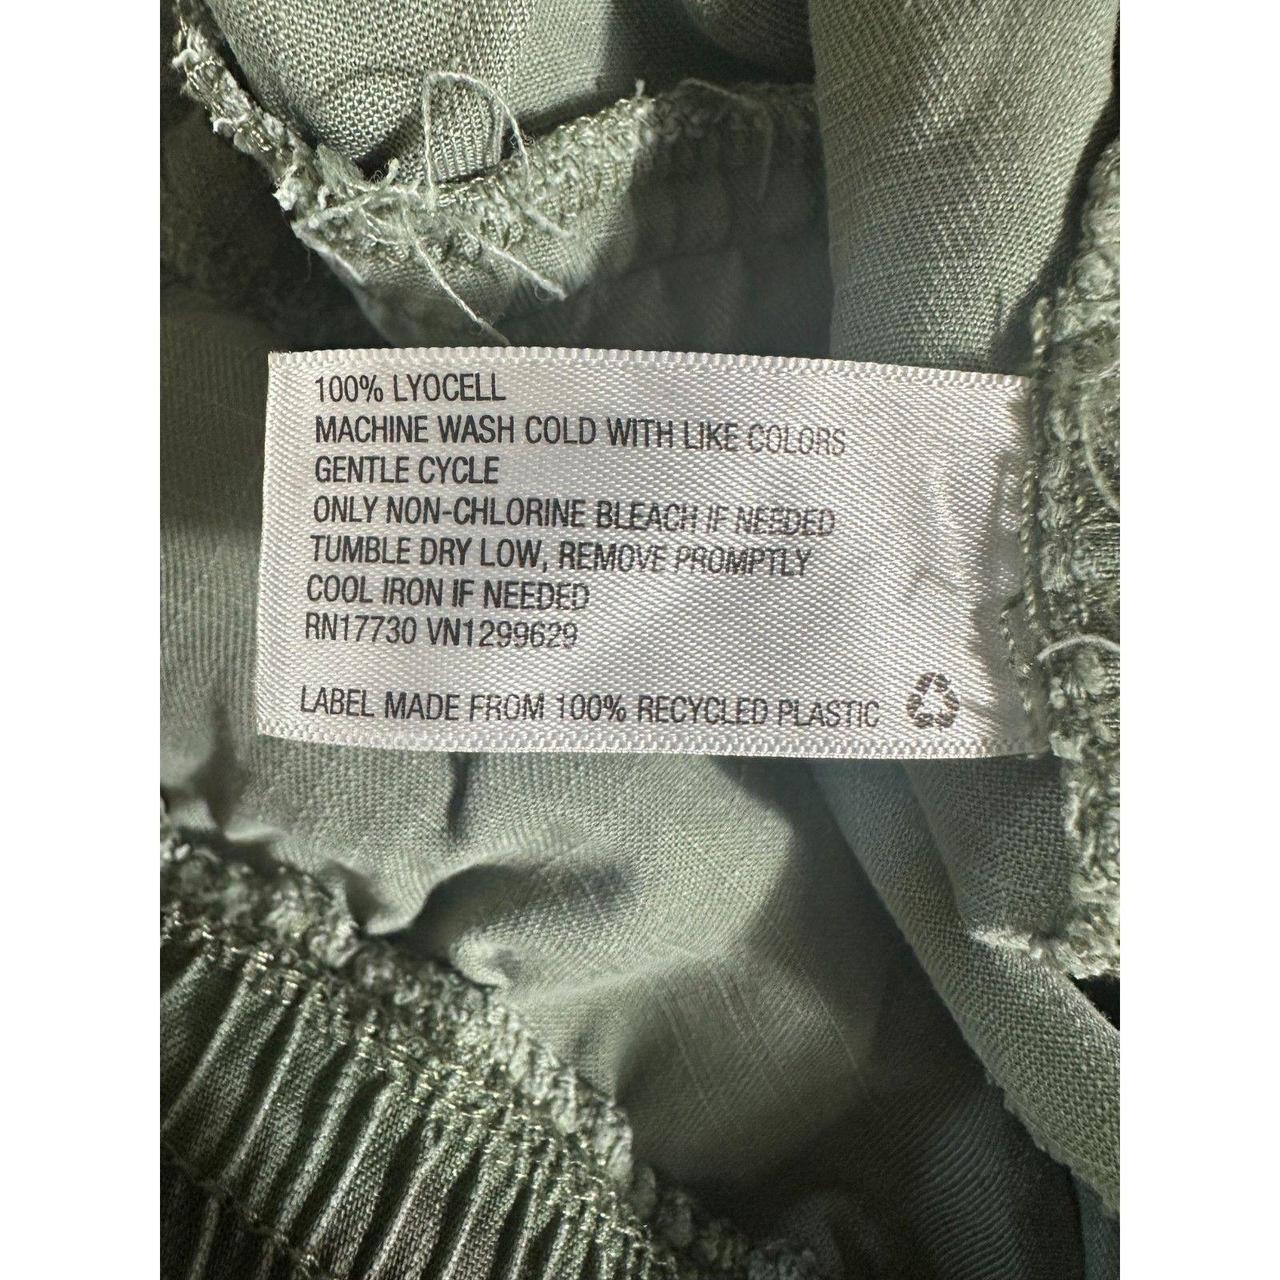 100% LYOCELL
MACHINE WASH COLD WITH LIKE COLORS
GENTLE CYCLE
ONLY NON-CHLORINE BLEACH IF NEEDED
TUMBLE DRY LOW, REMOVE PROMPTLY
COOL IRON IF NEEDED
RN17730 VN1299629
LABEL MADE FROM 100% RECYCLED PLASTIC